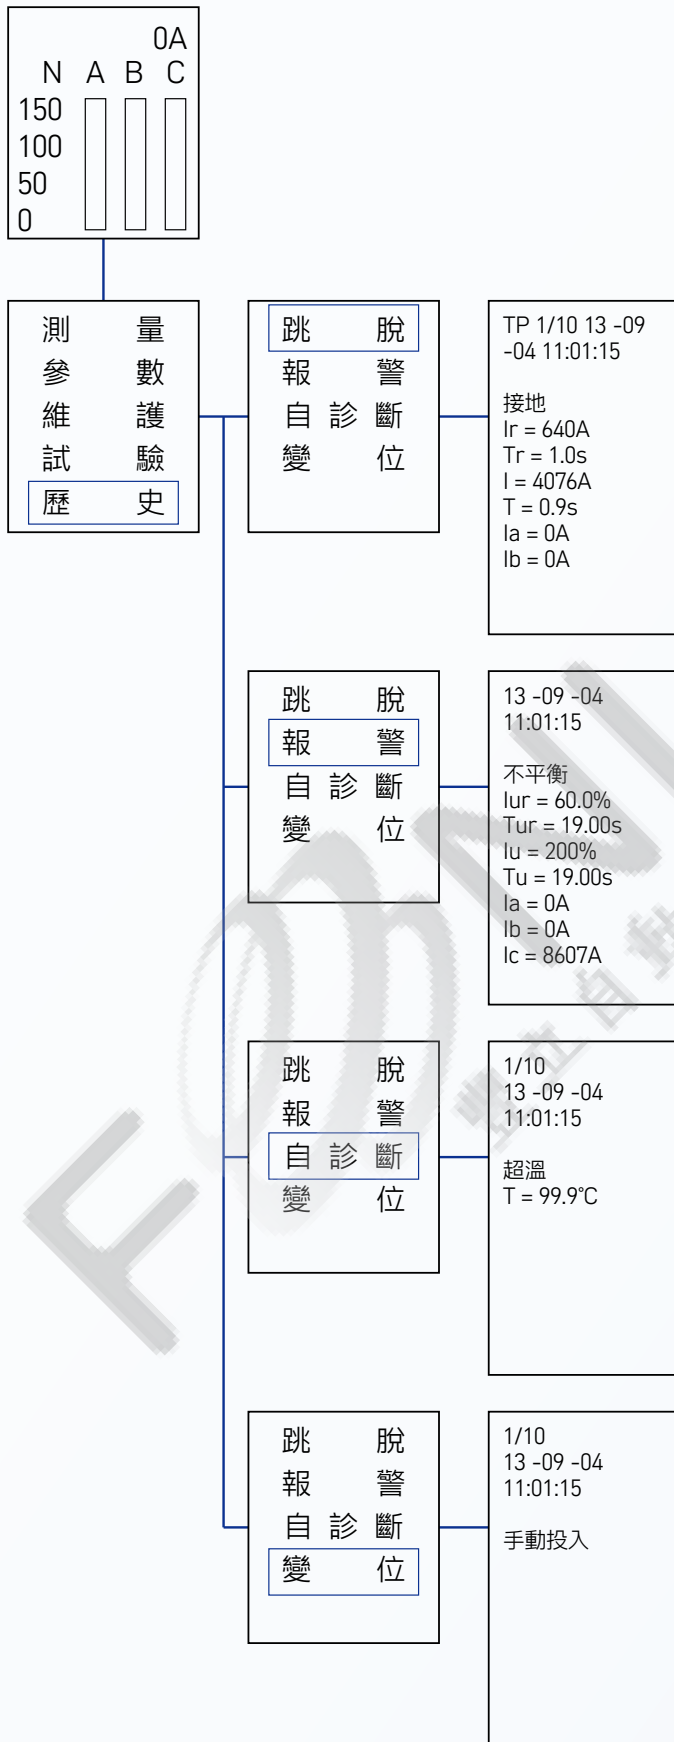 0A
N A B C
150
100
50
0
測 量
參 數
維 護
試 驗
歷 史
跳 脫
報 警
自 診 斷
變 位
TP 1/10 13 -09
-04 11:01:15
接地
Ir = 640A
Tr = 1.0s
I = 4076A
T = 0.9s
Ia = 0A
Ib = 0A
跳 脫
報 警
自 診 斷
變 位
13 -09 -04
11:01:15
不平衡
Iur = 60.0%
Tur = 19.00s
Iu = 200%
Tu = 19.00s
Ia = 0A
Ib = 0A
Ic = 8607A
跳 脫
報 警
自 診 斷
變 位
1/10
13 -09 -04
11:01:15
超溫
T = 99.9°C
跳 脫
報 警
自 診 斷
變 位
1/10
13 -09 -04
11:01:15
手動投入